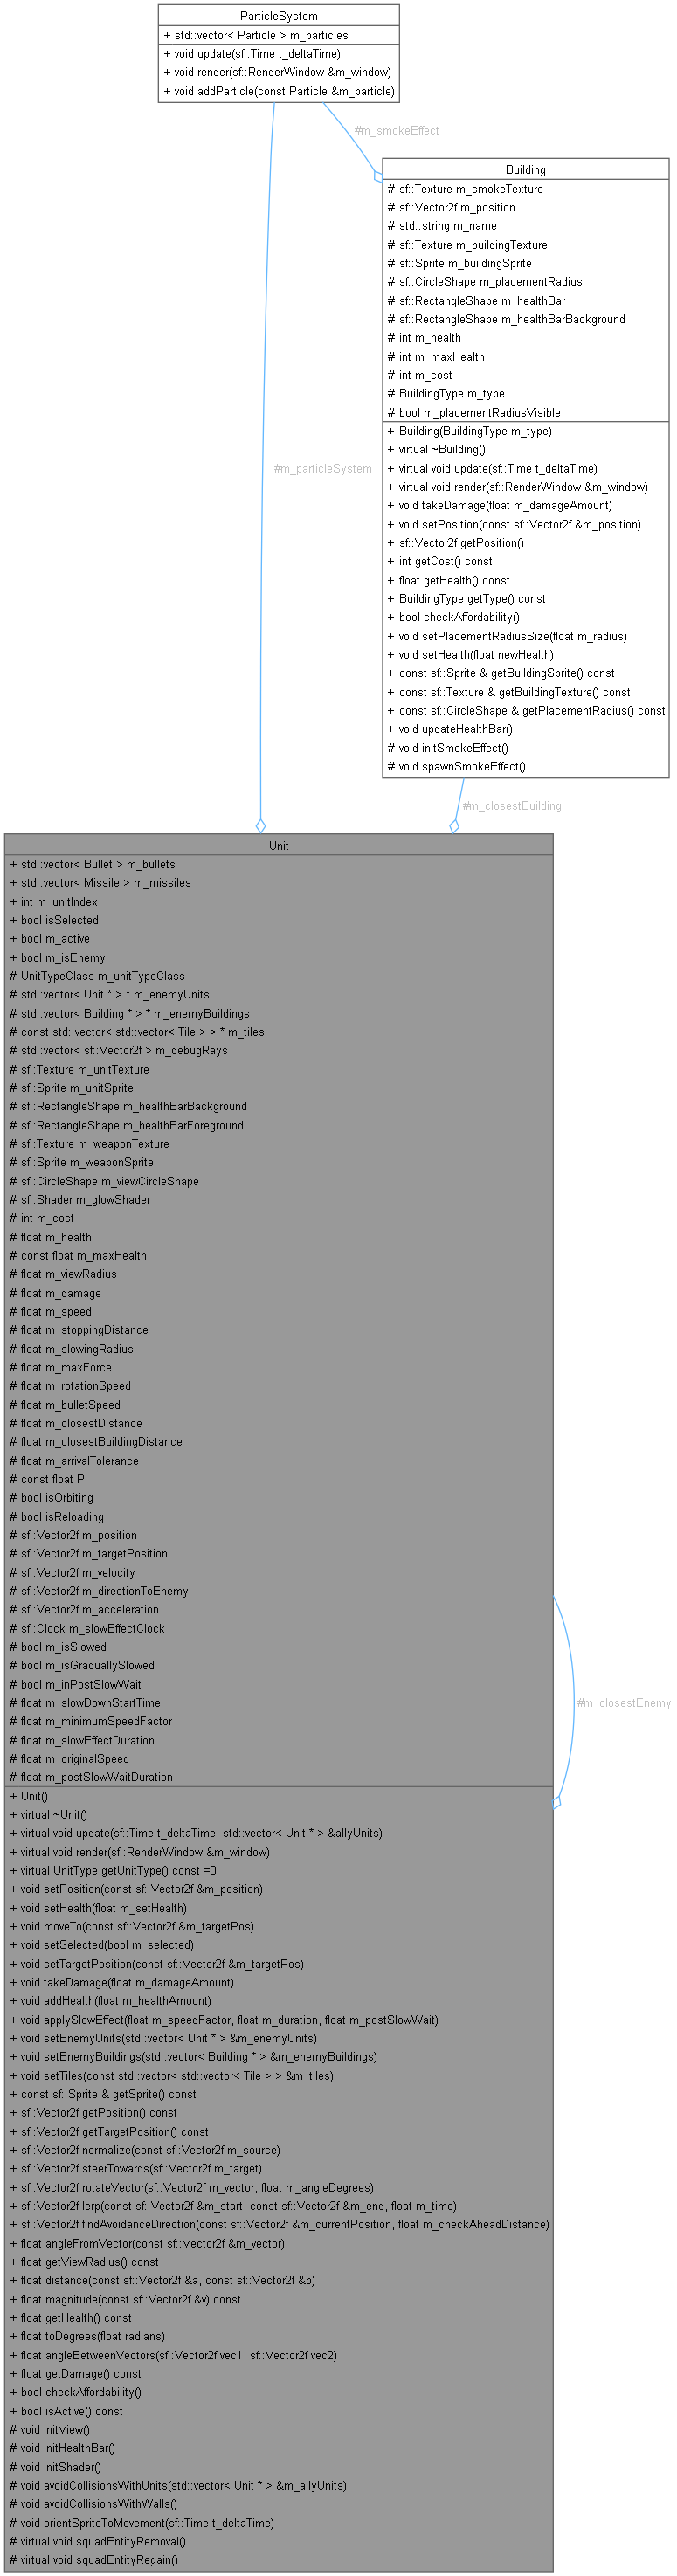 ParticleSystem
+ std::vector< Particle > m_particles
+ void update(sf::Time t_deltaTime)
+ void render(sf::RenderWindow &m_window)
+ void addParticle(const Particle &m_particle)
#m_smokeEffect
Building
# sf::Texture m_smokeTexture
# sf::Vector2f m_position
# std::string m_name
# sf::Texture m_buildingTexture
# sf::Sprite m_buildingSprite
# sf::CircleShape m_placementRadius
# sf::RectangleShape m_healthBar
# sf::RectangleShape m_healthBarBackground
# int m_health
# int m_maxHealth
# int m_cost
# BuildingType m_type
# bool m_placementRadiusVisible
+ Building(BuildingType m_type)
+ virtual ~Building()
+ virtual void update(sf::Time t_deltaTime)
+ virtual void render(sf::RenderWindow &m_window)
+ void takeDamage(float m_damageAmount)
+ void setPosition(const sf::Vector2f &m_position)
+ sf::Vector2f getPosition()
+ int getCost() const
+ float getHealth() const
+ BuildingType getType() const
+ bool checkAffordability()
+ void setPlacementRadiusSize(float m_radius)
+ void setHealth(float newHealth)
+ const sf::Sprite & getBuildingSprite() const
+ const sf::Texture & getBuildingTexture() const
+ const sf::CircleShape & getPlacementRadius() const
+ void updateHealthBar()
# void initSmokeEffect()
# void spawnSmokeEffect()
#m_particleSystem
#m_closestBuilding
Unit
+ std::vector< Bullet > m_bullets
+ std::vector< Missile > m_missiles
+ int m_unitIndex
+ bool isSelected
+ bool m_active
+ bool m_isEnemy
# UnitTypeClass m_unitTypeClass
# std::vector< Unit * > * m_enemyUnits
# std::vector< Building * > * m_enemyBuildings
# const std::vector< std::vector< Tile > > * m_tiles
# std::vector< sf::Vector2f > m_debugRays
# sf::Texture m_unitTexture
# sf::Sprite m_unitSprite
# sf::RectangleShape m_healthBarBackground
# sf::RectangleShape m_healthBarForeground
# sf::Texture m_weaponTexture
# sf::Sprite m_weaponSprite
# sf::CircleShape m_viewCircleShape
# sf::Shader m_glowShader
# int m_cost
# float m_health
# const float m_maxHealth
# float m_viewRadius
# float m_damage
# float m_speed
# float m_stoppingDistance
# float m_slowingRadius
# float m_maxForce
# float m_rotationSpeed
# float m_bulletSpeed
# float m_closestDistance
# float m_closestBuildingDistance
# float m_arrivalTolerance
# const float PI
# bool isOrbiting
# bool isReloading
# sf::Vector2f m_position
# sf::Vector2f m_targetPosition
# sf::Vector2f m_velocity
# sf::Vector2f m_directionToEnemy
# sf::Vector2f m_acceleration
# sf::Clock m_slowEffectClock
# bool m_isSlowed
# bool m_isGraduallySlowed
# bool m_inPostSlowWait
# float m_slowDownStartTime
# float m_minimumSpeedFactor
# float m_slowEffectDuration
# float m_originalSpeed
# float m_postSlowWaitDuration
+ Unit()
+ virtual ~Unit()
+ virtual void update(sf::Time t_deltaTime, std::vector< Unit * > &allyUnits)
+ virtual void render(sf::RenderWindow &m_window)
+ virtual UnitType getUnitType() const =0
+ void setPosition(const sf::Vector2f &m_position)
+ void setHealth(float m_setHealth)
+ void moveTo(const sf::Vector2f &m_targetPos)
+ void setSelected(bool m_selected)
+ void setTargetPosition(const sf::Vector2f &m_targetPos)
+ void takeDamage(float m_damageAmount)
+ void addHealth(float m_healthAmount)
+ void applySlowEffect(float m_speedFactor, float m_duration, float m_postSlowWait)
+ void setEnemyUnits(std::vector< Unit * > &m_enemyUnits)
+ void setEnemyBuildings(std::vector< Building * > &m_enemyBuildings)
+ void setTiles(const std::vector< std::vector< Tile > > &m_tiles)
+ const sf::Sprite & getSprite() const
+ sf::Vector2f getPosition() const
+ sf::Vector2f getTargetPosition() const
+ sf::Vector2f normalize(const sf::Vector2f m_source)
+ sf::Vector2f steerTowards(sf::Vector2f m_target)
+ sf::Vector2f rotateVector(sf::Vector2f m_vector, float m_angleDegrees)
+ sf::Vector2f lerp(const sf::Vector2f &m_start, const sf::Vector2f &m_end, float m_time)
+ sf::Vector2f findAvoidanceDirection(const sf::Vector2f &m_currentPosition, float m_checkAheadDistance)
+ float angleFromVector(const sf::Vector2f &m_vector)
+ float getViewRadius() const
+ float distance(const sf::Vector2f &a, const sf::Vector2f &b)
+ float magnitude(const sf::Vector2f &v) const
+ float getHealth() const
+ float toDegrees(float radians)
+ float angleBetweenVectors(sf::Vector2f vec1, sf::Vector2f vec2)
+ float getDamage() const
+ bool checkAffordability()
+ bool isActive() const
# void initView()
# void initHealthBar()
# void initShader()
# void avoidCollisionsWithUnits(std::vector< Unit * > &m_allyUnits)
# void avoidCollisionsWithWalls()
# void orientSpriteToMovement(sf::Time t_deltaTime)
# virtual void squadEntityRemoval()
# virtual void squadEntityRegain()
#m_closestEnemy